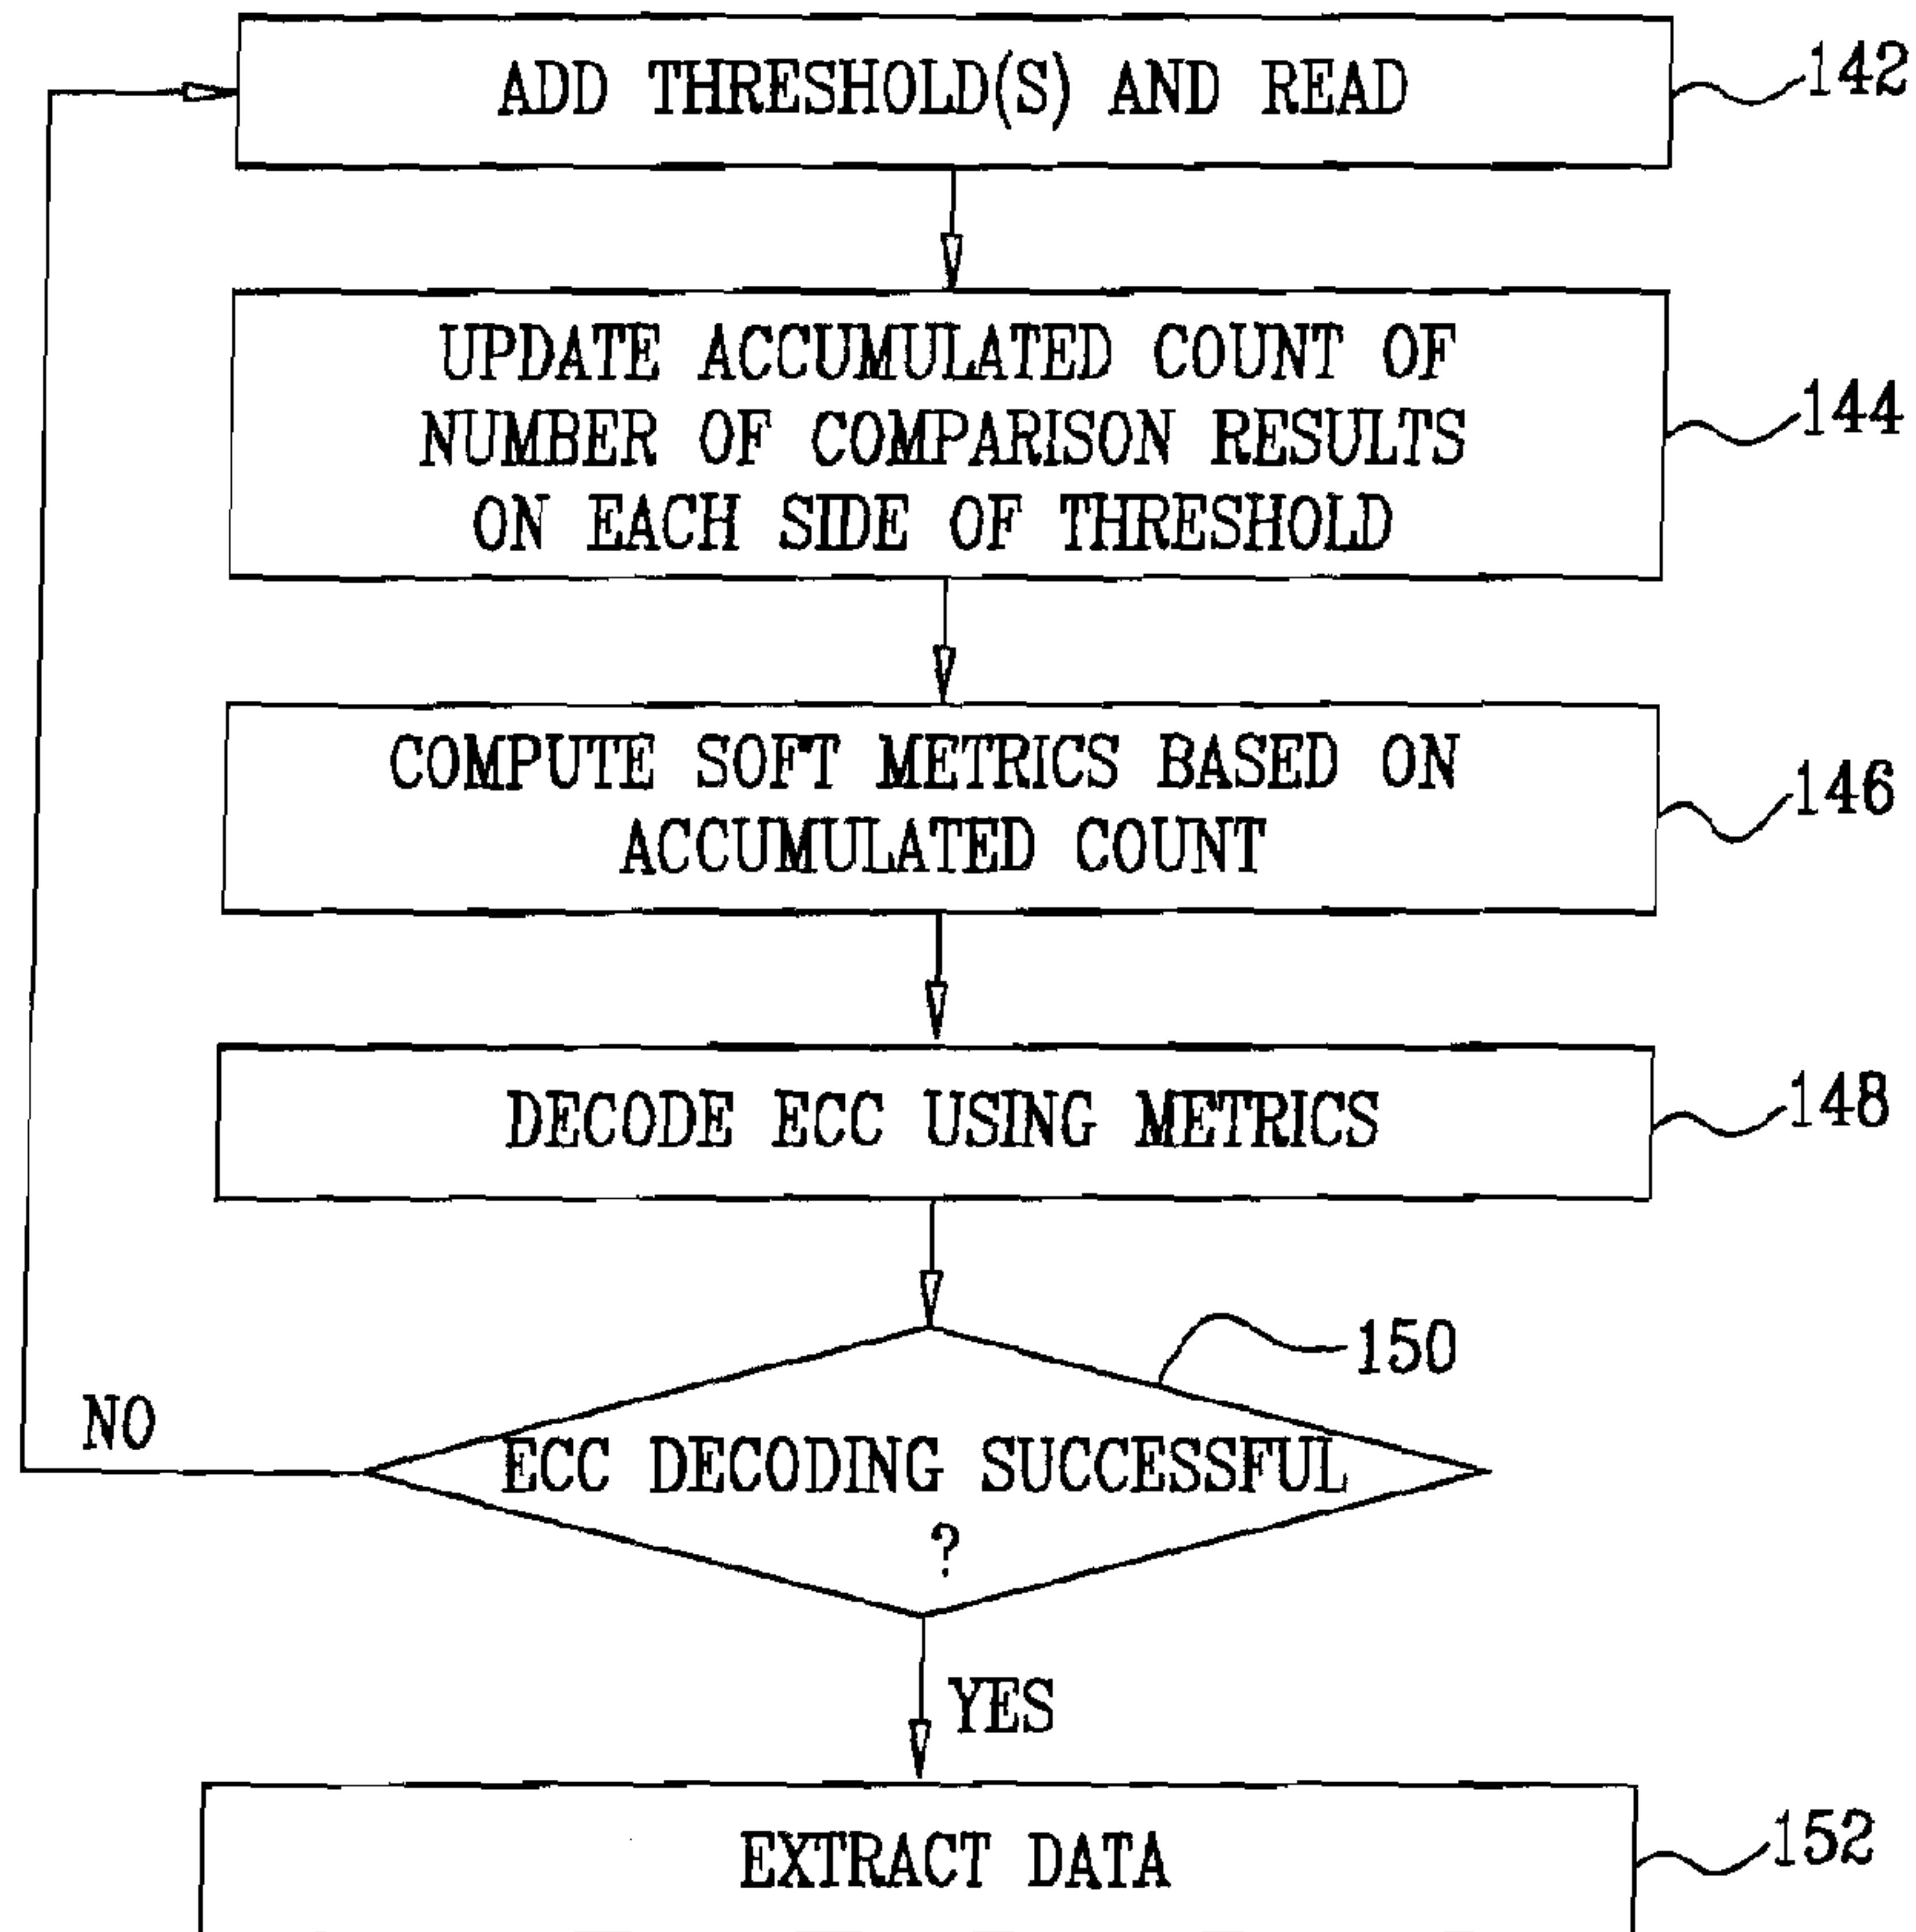 ADD THRESHOLD(S) AND READ
142
UPDATE ACCUMULATED COUNT OF
NUMBER OF COMPARISON RESULTS
ON EACH SIDE OF THRESHOLD
144
COMPUTE SOFT METRICS BASED ON
ACCUMULATED COUNT
146
DECODE ECC USING METRICS
148
150
NO
ECC DECODING SUCCESSFUL
?
YES
EXTRACT DATA
152